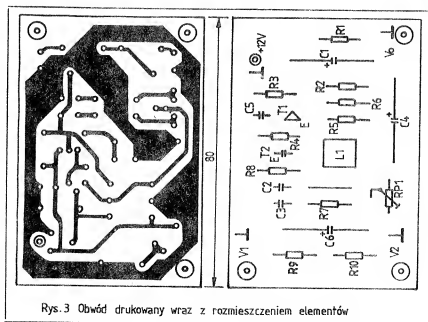 R1
+12V
C1
Vo
R3
R2
C5
T1
R6
E
R5
C4
80
T2
R4
E
L1
R8
C2
RP1
C3
R7
V1
C6
V2
R9
R10
Rys.3 Obwód drukowany wraz z rozmieszczeniem elementów